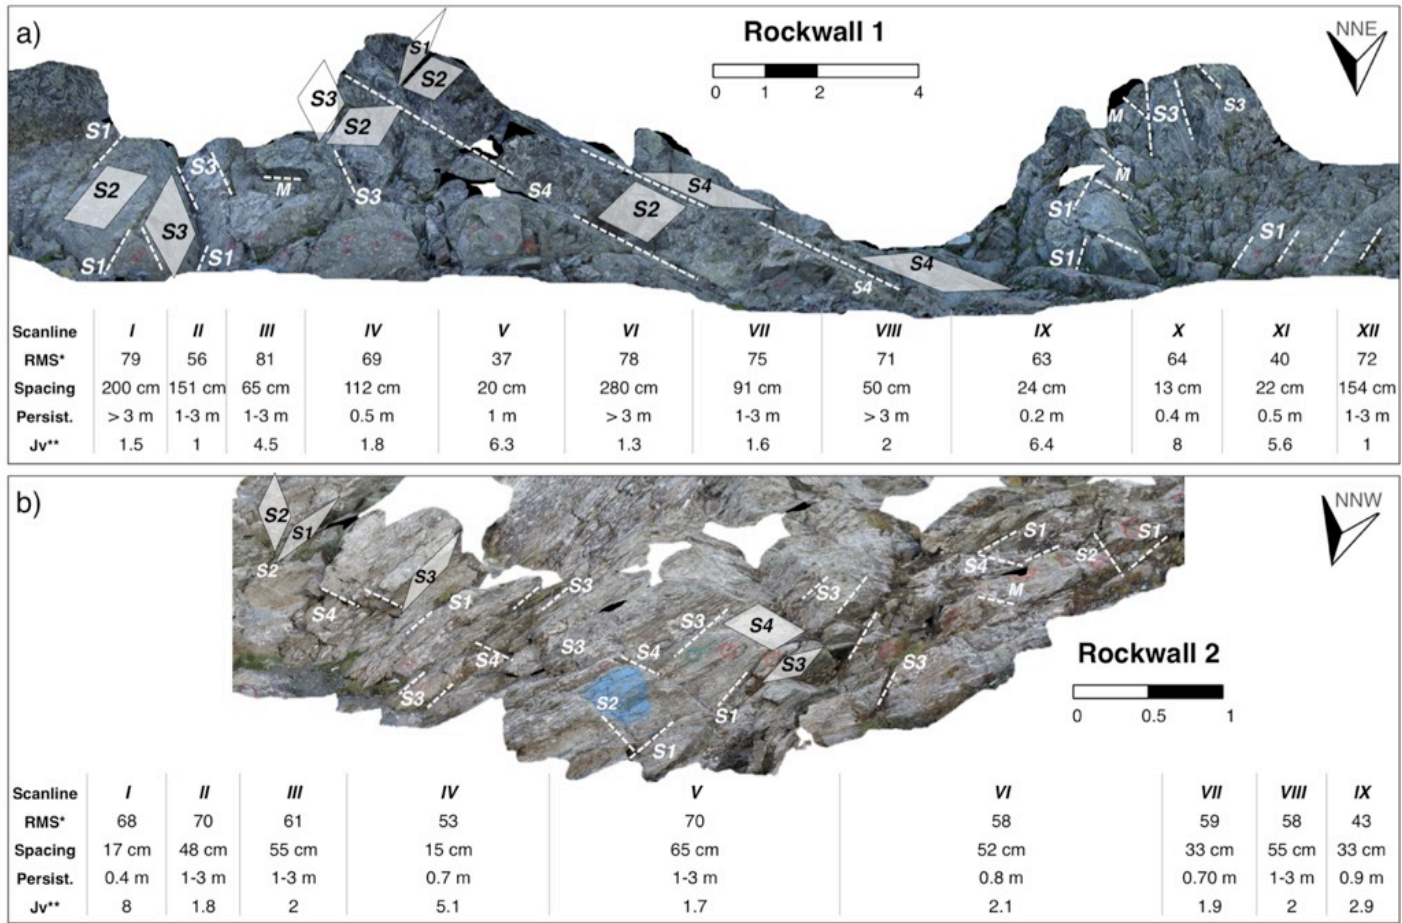 a)
Rockwall 1
NNE
0 1 2 4
S1
S2
S3
S2
S3
S1
S3
M
S3
S1
S2
S3
S1
S1
S4
S4
S2
S4
S4
M
S3
S3
M
S1
S1
S1
Scanline I II III IV V VI VII VIII IX X XI XII
RMS* 79 56 81 69 37 78 75 71 63 64 40 72
Spacing 200 cm 151 cm 65 cm 112 cm 20 cm 280 cm 91 cm 50 cm 24 cm 13 cm 22 cm 154 cm
Persist. > 3 m 1-3 m 1-3 m 0.5 m 1 m > 3 m 1-3 m > 3 m 0.2 m 0.4 m 0.5 m 1-3 m
Jv** 1.5 1 4.5 1.8 6.3 1.3 1.6 2 6.4 8 5.6 1
b)
NNW
S2
S1
S2
S4
S3
S1
S3
S4
S3
S3
S3
S4
S4
S3
S2
S1
S1
S3
S3
S1
S4
S2
S1
M
Rockwall 2
0 0.5 1
Scanline I II III IV V VI VII VIII IX
RMS* 68 70 61 53 70 58 59 58 43
Spacing 17 cm 48 cm 55 cm 15 cm 65 cm 52 cm 33 cm 55 cm 33 cm
Persist. 0.4 m 1-3 m 1-3 m 0.7 m 1-3 m 0.8 m 0.70 m 1-3 m 0.9 m
Jv** 8 1.8 2 5.1 1.7 2.1 1.9 2 2.9